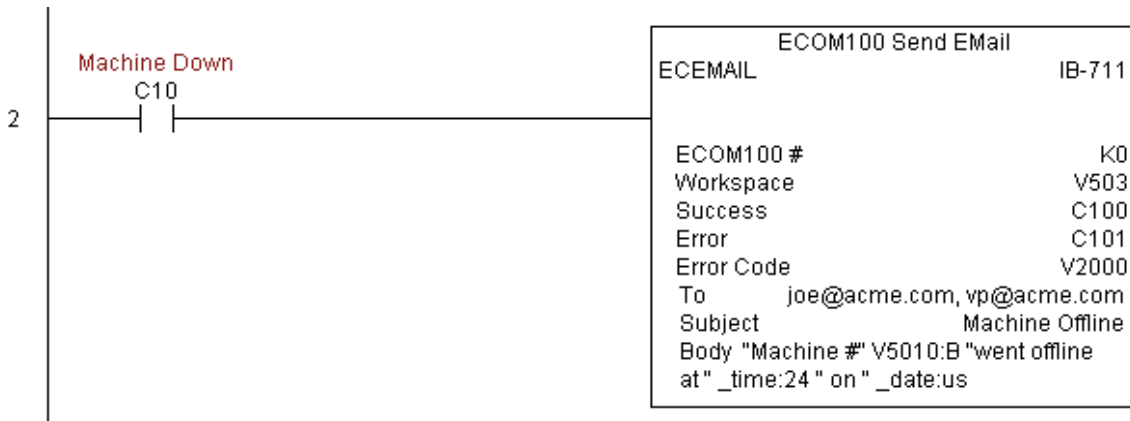 ECOM100 Send EMail
ECEMAIL IB-711
Machine Down
C10
2
ECOM100 # K0
Workspace V503
Success C100
Error C101
Error Code V2000
To joe@acme.com, vp@acme.com
Subject Machine Offline
Body "Machine #" V5010:B "went offline
at " _time:24 " on " _date:us